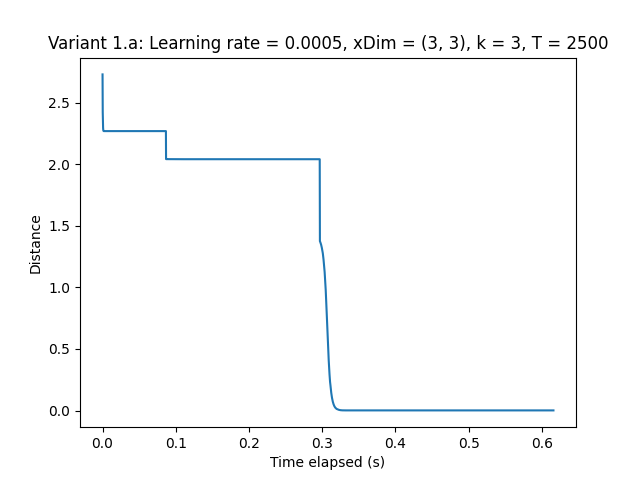 Variant 1.a: Learning rate = 0.0005, xDim = (3, 3), k = 3, T = 2500
2.5
2.0
1.5
1.0
0.5
0.0
Distance
0.0 0.1 0.2 0.3 0.4 0.5 0.6
Time elapsed (s)